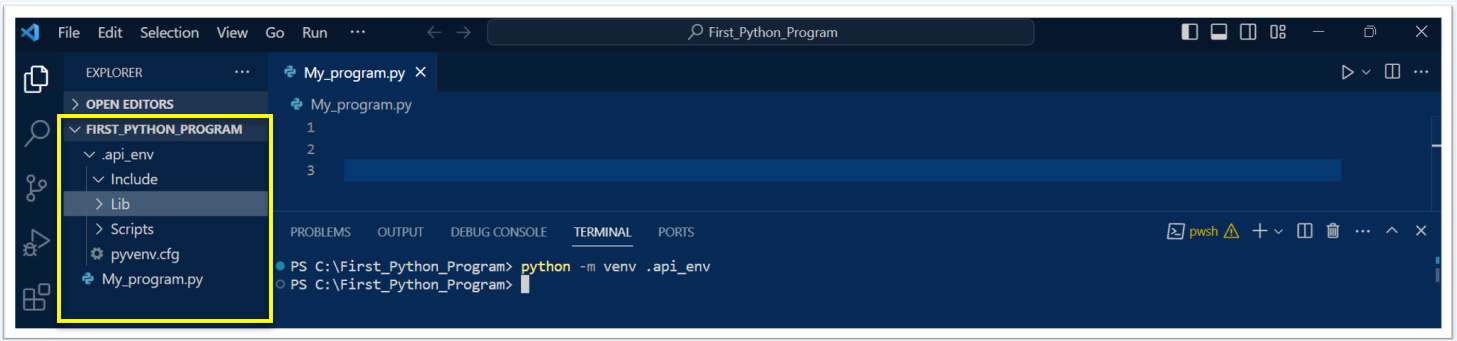 File Edit Selection View Go Run ··· First_Python_Program
EXPLORER ···
OPEN EDITORS
FIRST_PYTHON_PROGRAM
.api_env
Include
Lib
Scripts
pyvenv.cfg
My_program.py
My_program.py
My_program.py
1
2
3
PROBLEMS OUTPUT DEBUG CONSOLE TERMINAL PORTS pwsh
PS C:\First_Python_Program> python -m venv .api_env
PS C:\First_Python_Program>